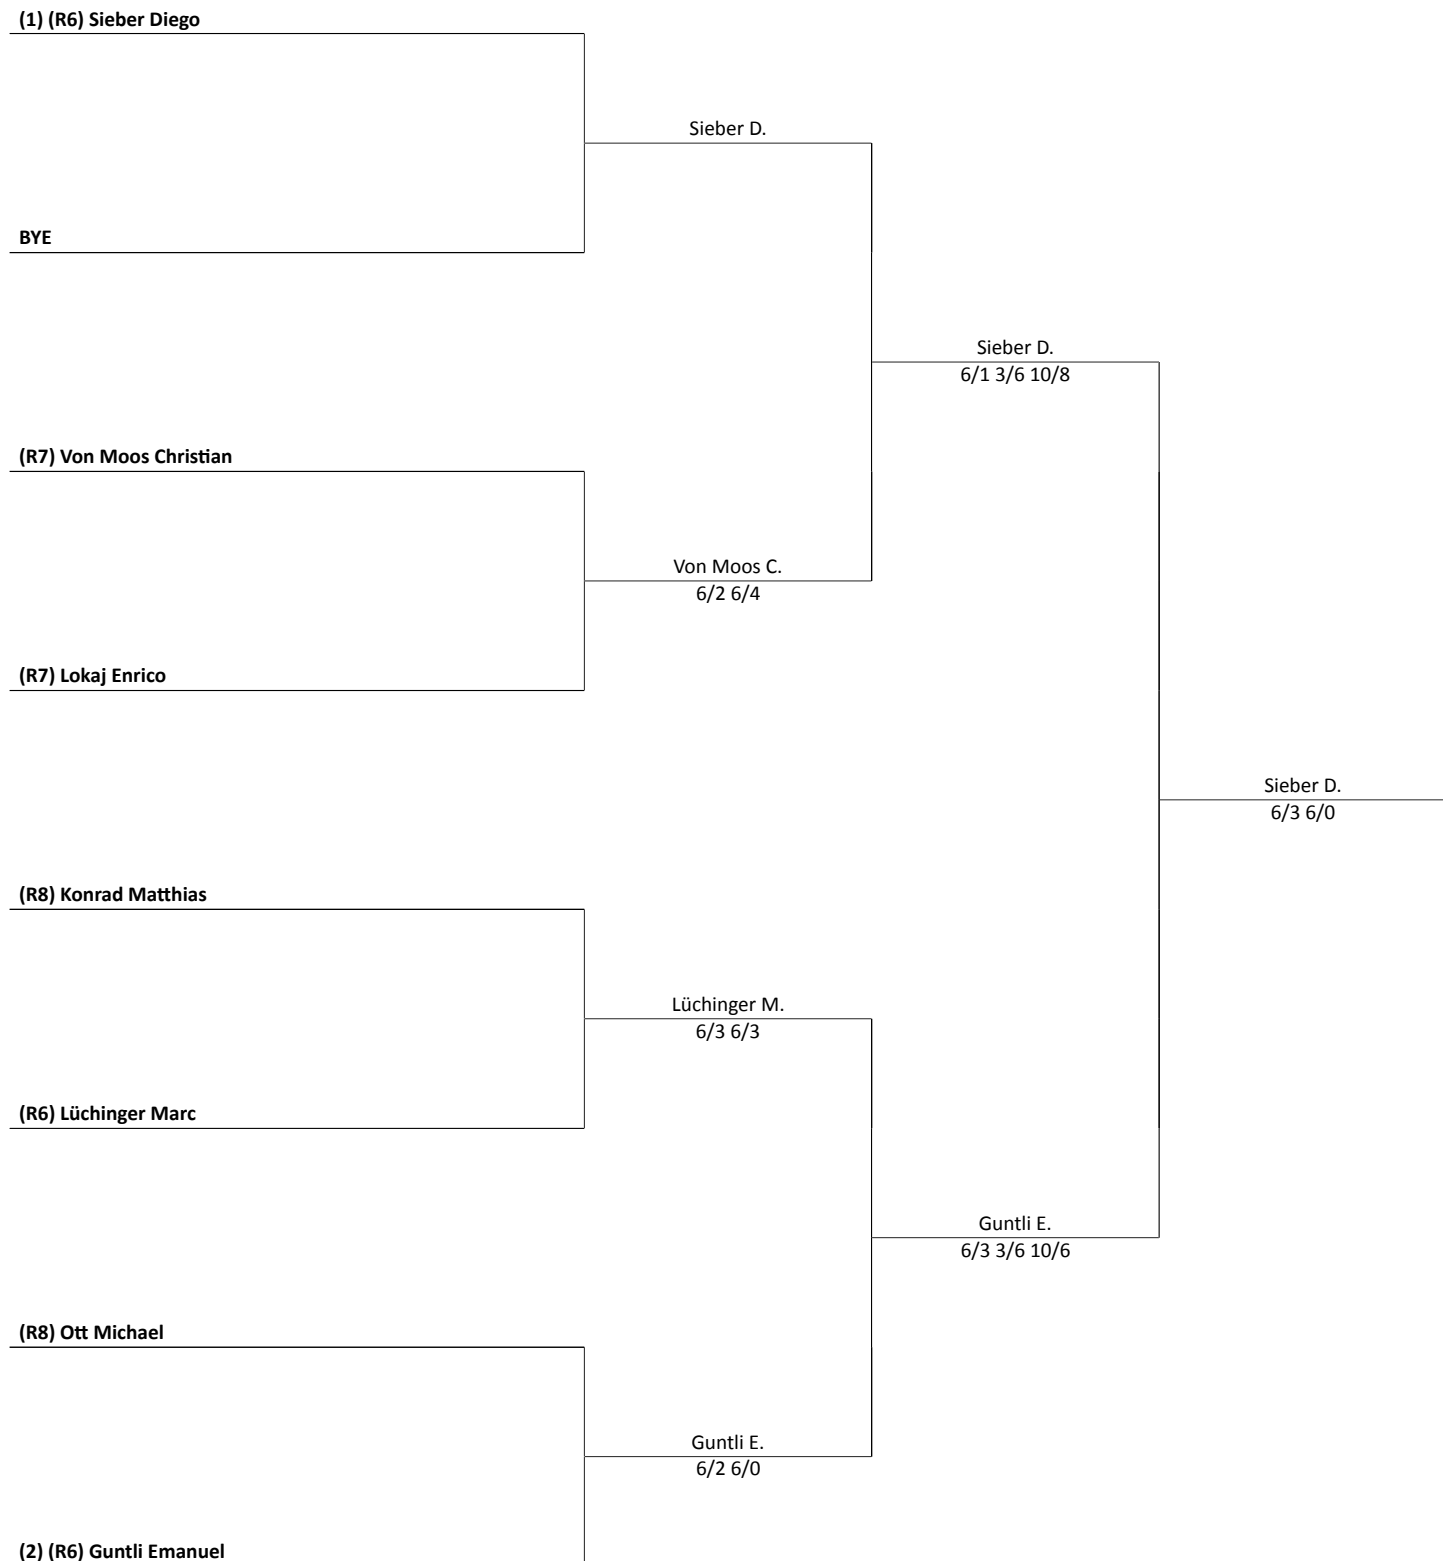 (1) (R6) Sieber Diego
Sieber D.
BYE
Sieber D.
6/1 3/6 10/8
(R7) Von Moos Christian
Von Moos C.
6/2 6/4
(R7) Lokaj Enrico
Sieber D.
6/3 6/0
(R8) Konrad Matthias
Lüchinger M.
6/3 6/3
(R6) Lüchinger Marc
Guntli E.
6/3 3/6 10/6
(R8) Ott Michael
Guntli E.
6/2 6/0
(2) (R6) Guntli Emanuel